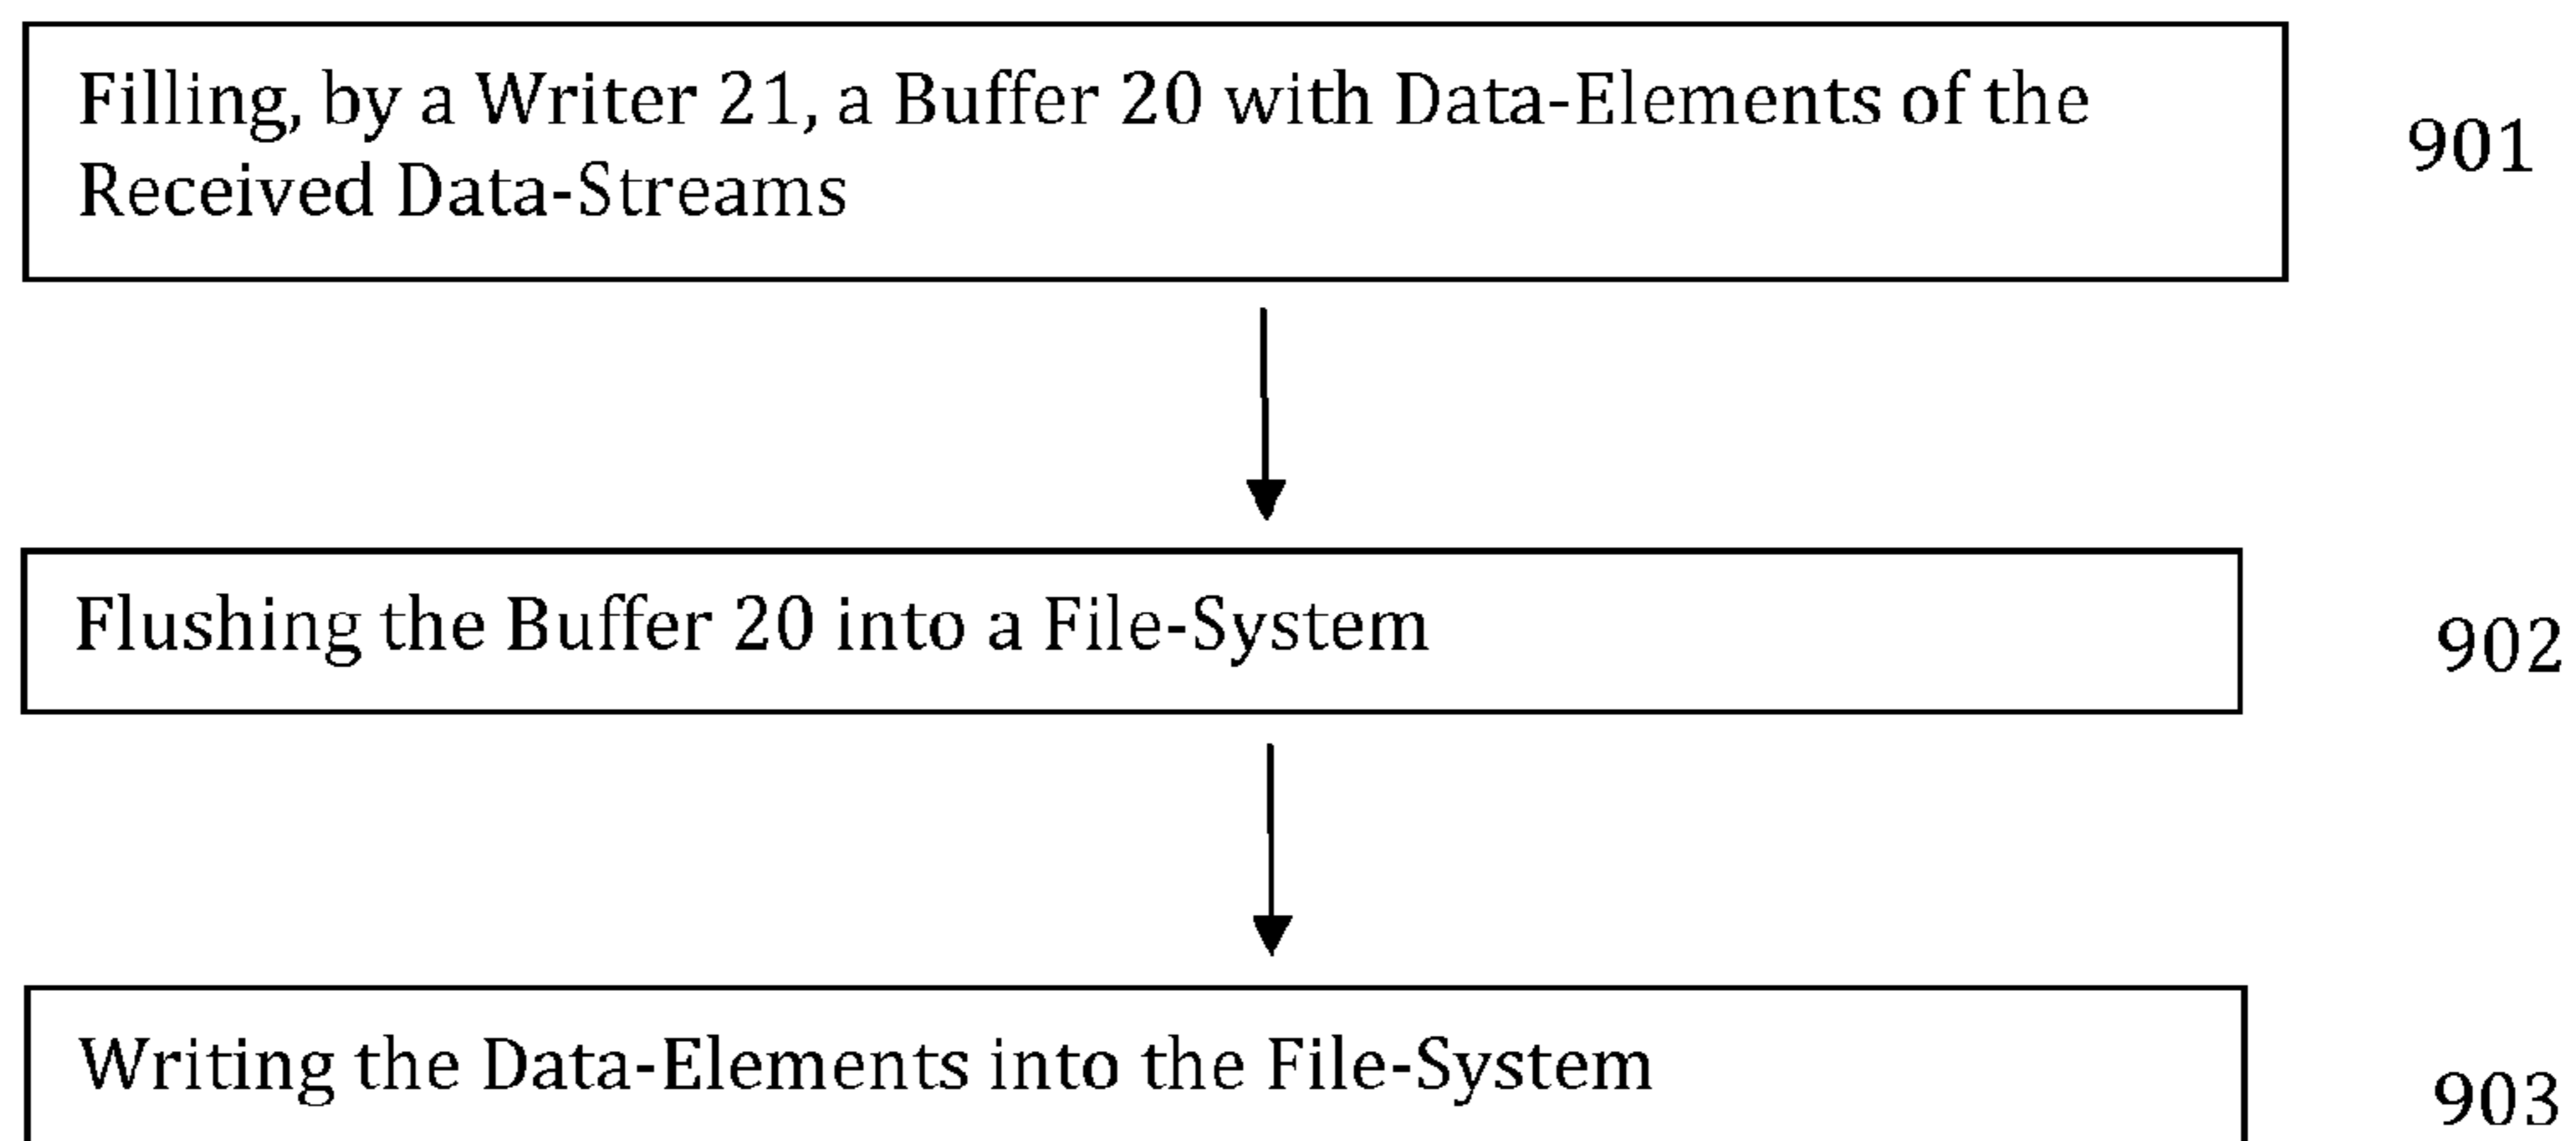 Filling, by a Writer 21, a Buffer 20 with Data-Elements of the
Received Data-Streams
901
Flushing the Buffer 20 into a File-System
902
Writing the Data-Elements into the File-System
903